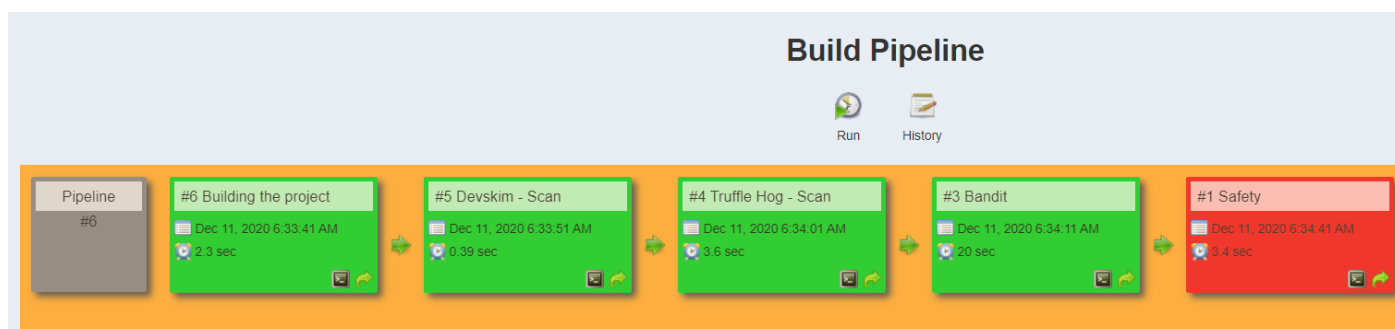 Build Pipeline
Run History
Pipeline
#6
#6 Building the project
Dec 11, 2020 6:33:41 AM
2.3 sec
#5 Devskim - Scan
Dec 11, 2020 6:33:51 AM
0.39 sec
#4 Truffle Hog - Scan
Dec 11, 2020 6:34:01 AM
3.6 sec
#3 Bandit
Dec 11, 2020 6:34:11 AM
20 sec
#1 Safety
Dec 11, 2020 6:34:41 AM
3.4 sec